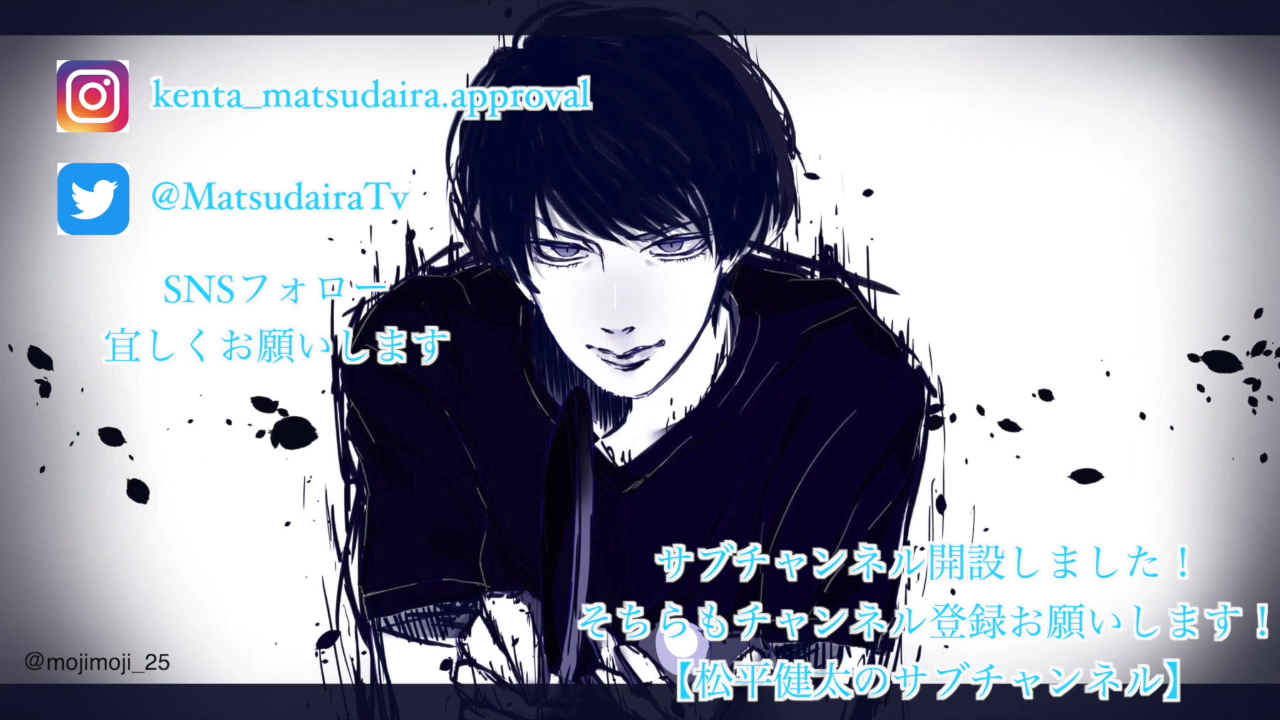 kenta_matsudaira.approval
@MatsudairaTv
SNSフォロー
宜しくお願いします
サブチャンネル開設しました！
そちらもチャンネル登録お願いします！
【松平健太のサブチャンネル】
@mojimoji_25